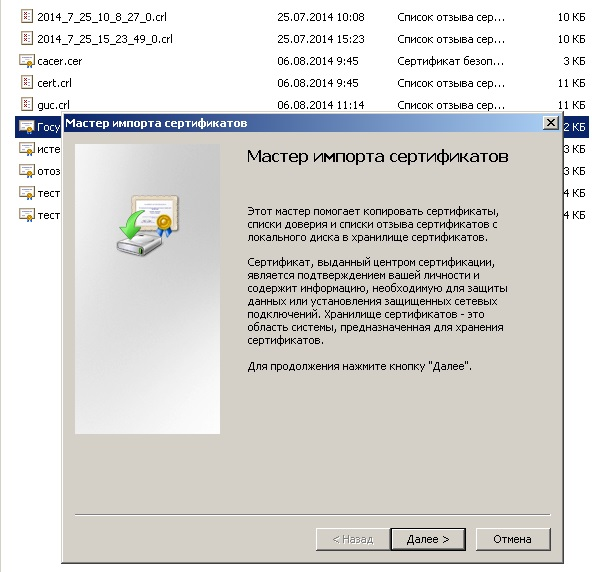 2014_7_25_10_8_27_0.crl 25.07.2014 10:08 Список отзыва сер... 10 КБ
2014_7_25_15_23_49_0.crl 25.07.2014 15:23 Список отзыва сер... 10 КБ
cacer.cer 06.08.2014 9:45 Сертификат безоп... 3 КБ
cert.crl 06.08.2014 9:45 Список отзыва сер... 11 КБ
guc.crl 06.08.2014 11:14 Список отзыва сер... 11 КБ
Госу 2 КБ
Мастер импорта сертификатов
исте 3 КБ
отоз 3 КБ
тест 4 КБ
тест 4 КБ
Мастер импорта сертификатов
Этот мастер помогает копировать сертификаты,
списки доверия и списки отзыва сертификатов с
локального диска в хранилище сертификатов.
Сертификат, выданный центром сертификации,
является подтверждением вашей личности и
содержит информацию, необходимую для защиты
данных или установления защищенных сетевых
подключений. Хранилище сертификатов - это
область системы, предназначенная для хранения
сертификатов.
Для продолжения нажмите кнопку "Далее".
< Назад Далее > Отмена